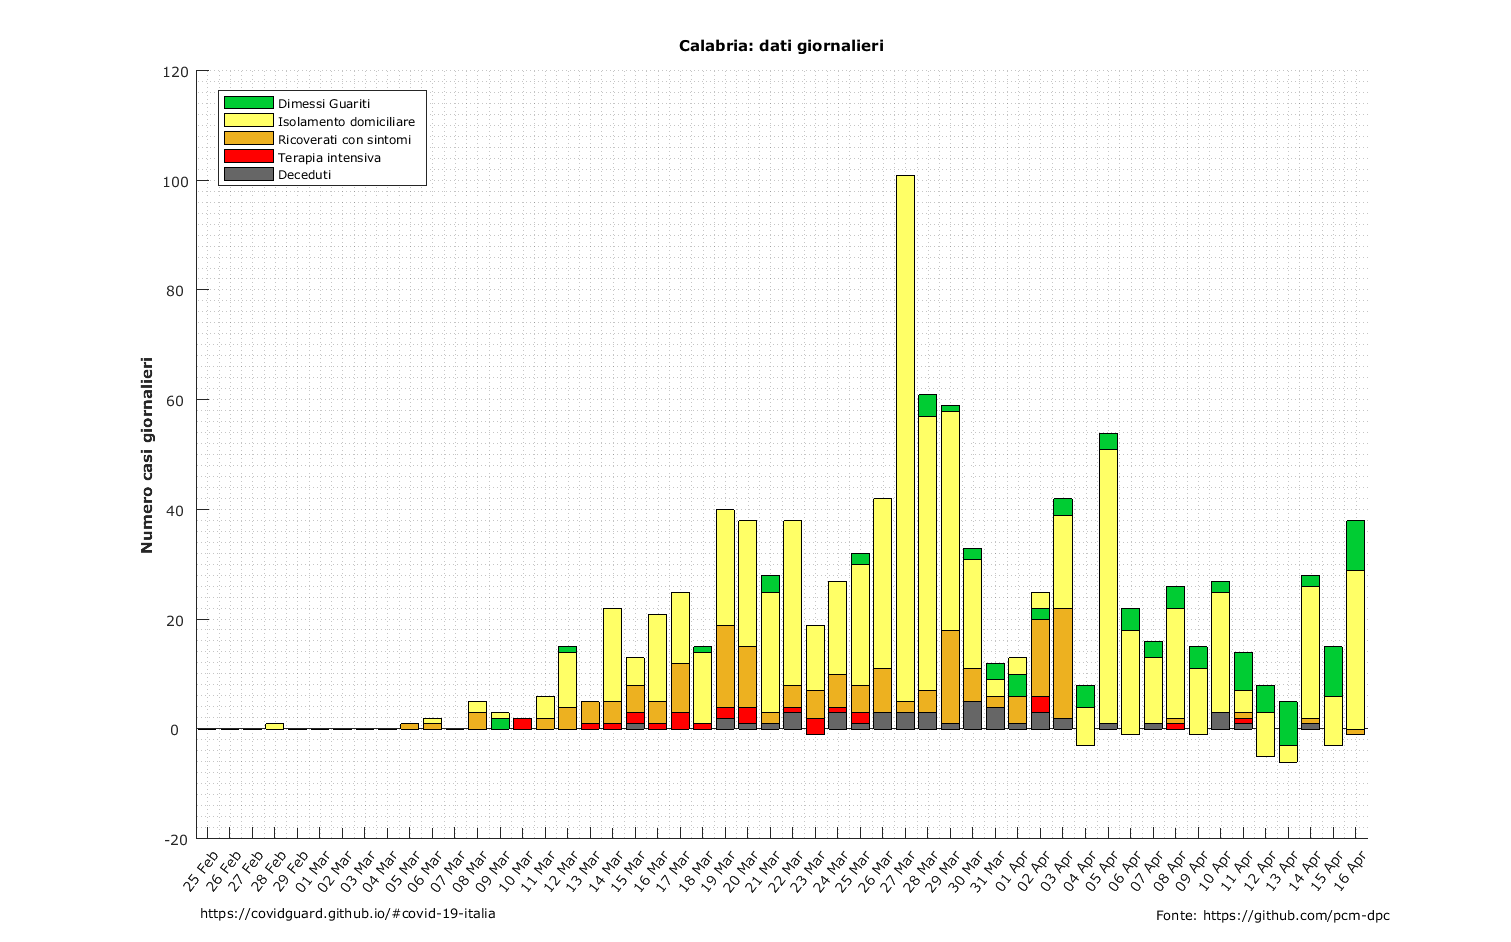 Calabria: dati giornalieri
120
100
80
60
40
20
0
-20
Numero casi giornalieri
Dimessi Guariti
Isolamento domiciliare
Ricoverati con sintomi
Terapia intensiva
Deceduti
25 Feb
26 Feb
27 Feb
28 Feb
29 Feb
01 Mar
02 Mar
03 Mar
04 Mar
05 Mar
06 Mar
07 Mar
08 Mar
09 Mar
10 Mar
11 Mar
12 Mar
13 Mar
14 Mar
15 Mar
16 Mar
17 Mar
18 Mar
19 Mar
20 Mar
21 Mar
22 Mar
23 Mar
24 Mar
25 Mar
26 Mar
27 Mar
28 Mar
29 Mar
30 Mar
31 Mar
01 Apr
02 Apr
03 Apr
04 Apr
05 Apr
06 Apr
07 Apr
08 Apr
09 Apr
10 Apr
11 Apr
12 Apr
13 Apr
14 Apr
15 Apr
16 Apr
https://covidguard.github.io/#covid-19-italia
Fonte: https://github.com/pcm-dpc